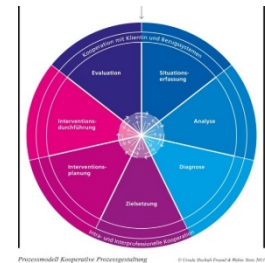 Kooperation mit Klientin und Bezugsystemen
Evaluation
Situations-
erfassung
Interventions-
durchführung
Analyse
Interventions-
planung
Diagnose
Zielsetzung
Intra- und interprofessionelle Kooperation
Prozessmodell Kooperative Prozessgestaltung
© Ursula Hochuli Freund & Walter Stotz 2011